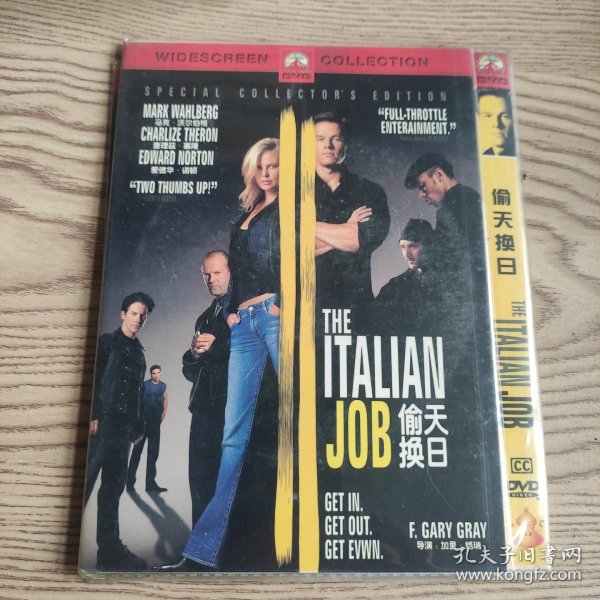 WIDESCREEN DVD COLLECTION
SPECIAL COLLECTOR'S EDITION
MARK WAHLBERG
马克·沃尔伯格
CHARLIZE THERON
查理兹·塞隆
EDWARD NORTON
爱德华·诺顿
"TWO THUMBS UP!"
"FULL-THROTTLE
ENTERAINMENT."
THE
ITALIAN
JOB 偷天
换日
GET IN.
GET OUT.
GET EVWN.
F. GARY GRAY
导演:加里·格瑞
DVD
偷天换日
THE ITALIAN JOB
CC
DVD
VIDEO
孔夫子旧书网
www.kongfz.com